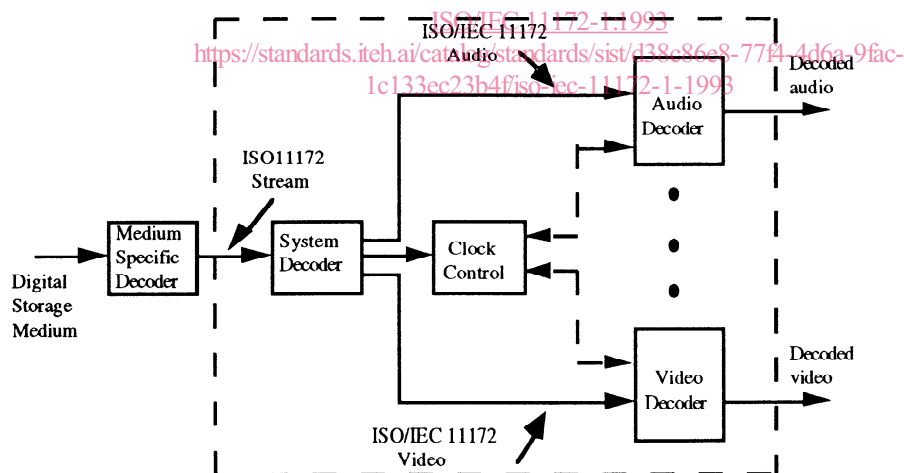 ISO/IEC 11172-1:1993
https://standards.iteh.ai/catalog/standards/sist/d38c86e8-77f4-4d6a-9fac-
1c133ec23b4f/iso-iec-11172-1-1993
ISO/IEC 11172
Audio
Decoded
audio
Audio
Decoder
ISO11172
Stream
Medium
Specific
Decoder
System
Decoder
Clock
Control
Digital
Storage
Medium
Video
Decoder
Decoded
video
ISO/IEC 11172
Video